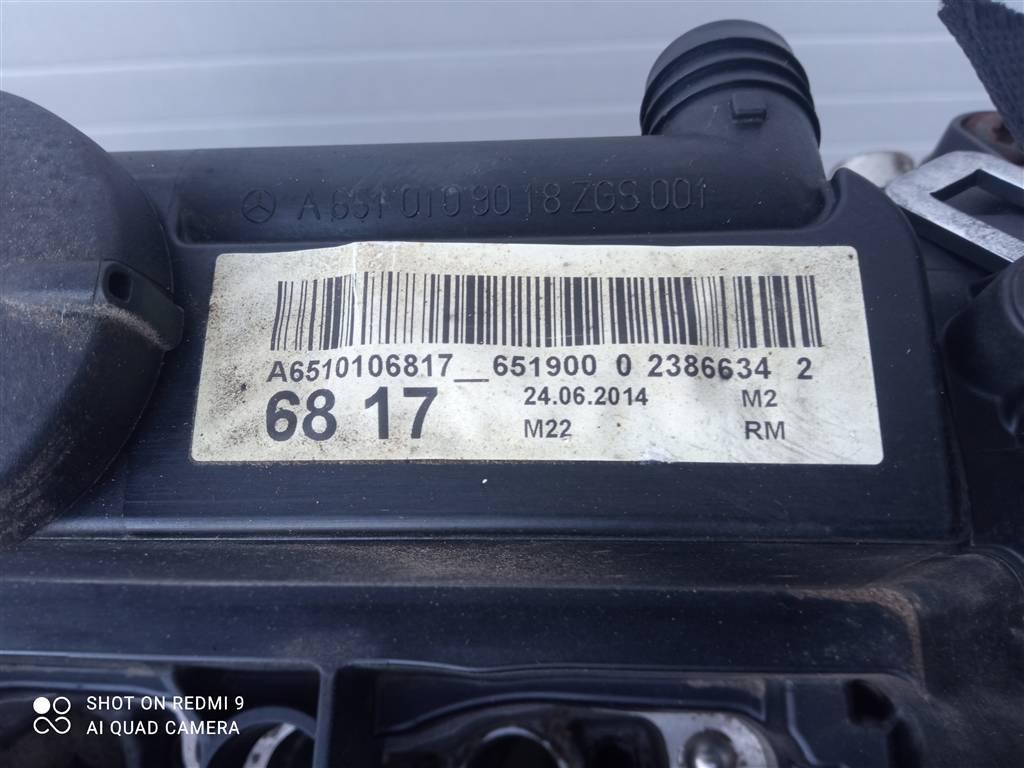 A 651 010 90 18 ZGS 001
A6510106817__651900 0 2386634 2
68 17 24.06.2014 M2
M22 RM
SHOT ON REDMI 9
AI QUAD CAMERA